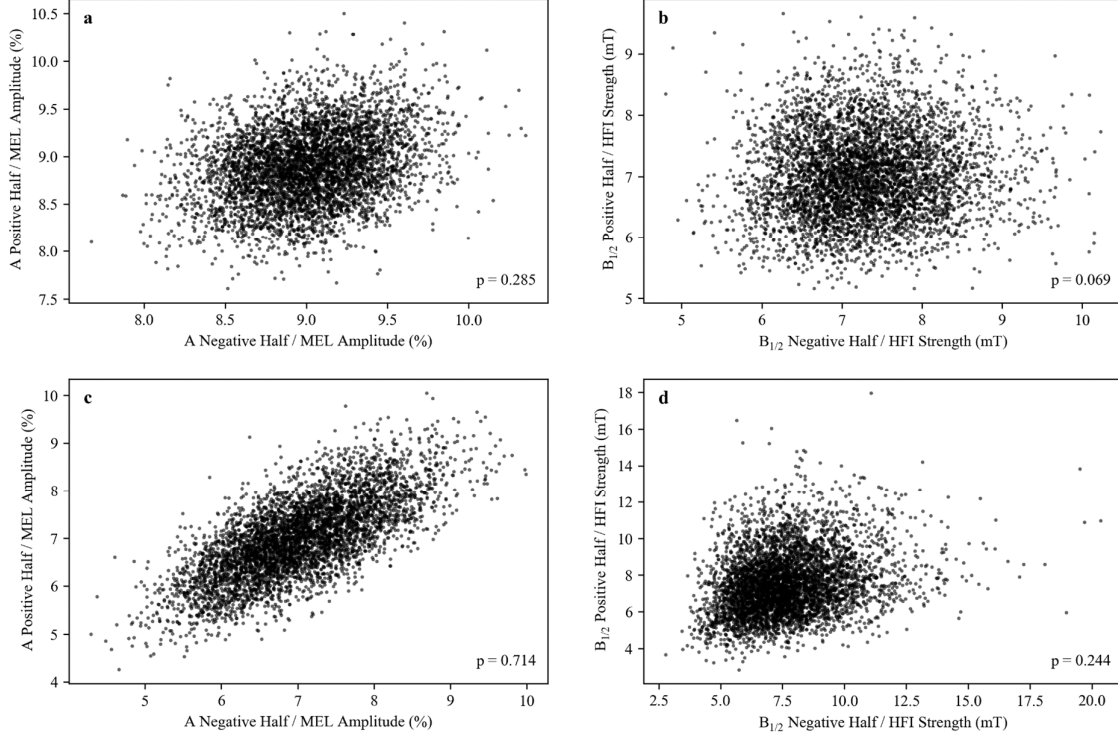 a
A Positive Half / MEL Amplitude (%)
10.5
10.0
9.5
9.0
8.5
8.0
7.5
8.0 8.5 9.0 9.5 10.0
p = 0.285
A Negative Half / MEL Amplitude (%)
b
B1/2 Positive Half / HFI Strength (mT)
9
8
7
6
5
5 6 7 8 9 10
p = 0.069
B1/2 Negative Half / HFI Strength (mT)
c
A Positive Half / MEL Amplitude (%)
10
9
8
7
6
5
4
5 6 7 8 9 10
p = 0.714
A Negative Half / MEL Amplitude (%)
d
B1/2 Positive Half / HFI Strength (mT)
18
16
14
12
10
8
6
4
2.5 5.0 7.5 10.0 12.5 15.0 17.5 20.0
p = 0.244
B1/2 Negative Half / HFI Strength (mT)